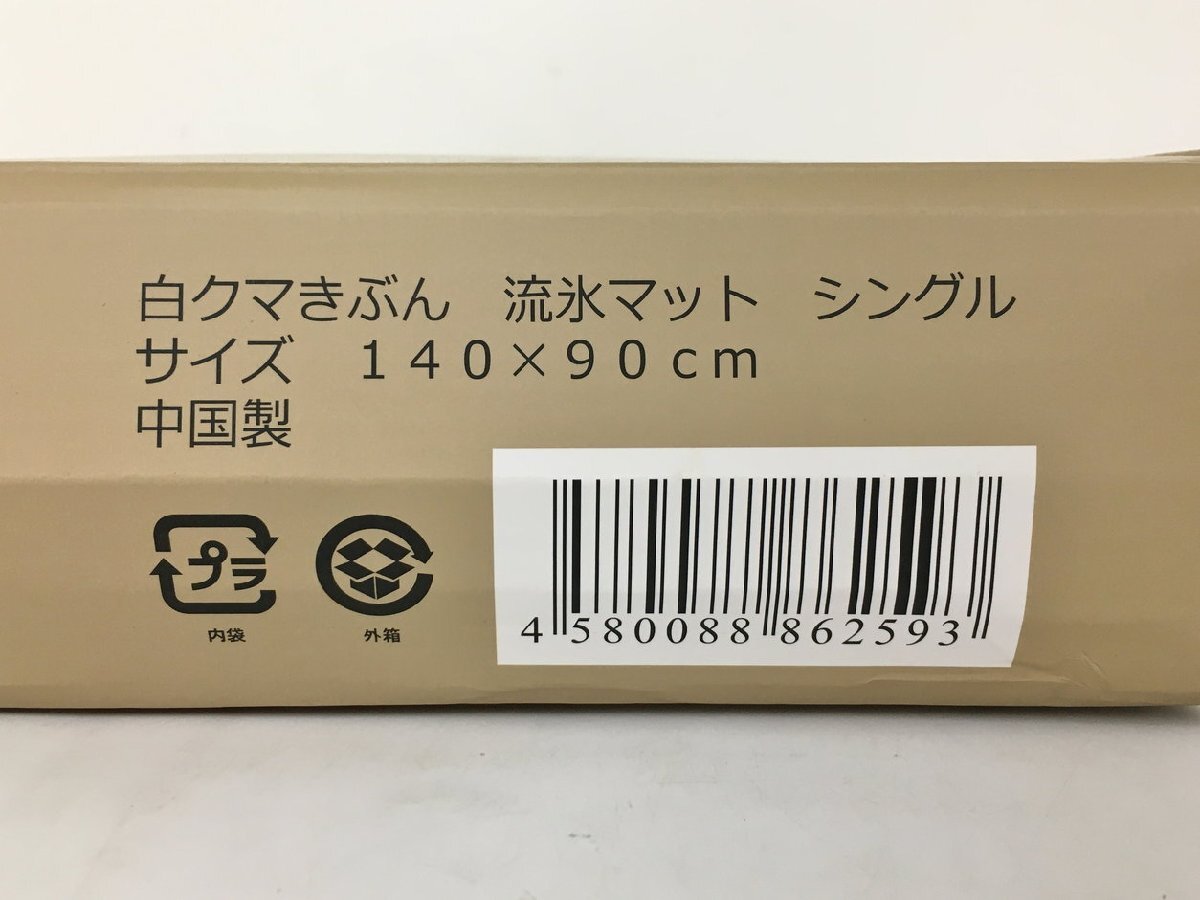 白クマきぶん　流氷マット　シングル
サイズ　１４０×９０ｃｍ
中国製
プラ
内袋
外箱
4 580088 862593